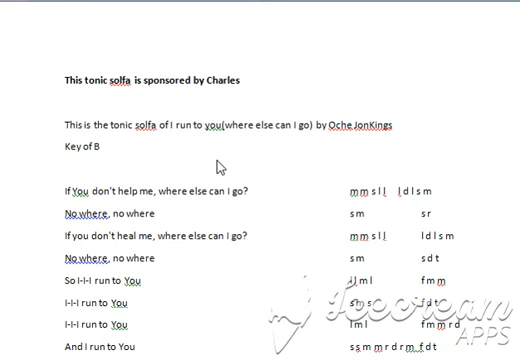 This tonic solfa is sponsored by Charles
This is the tonic solfa of I run to you(where else can I go) by Oche JonKings
Key of B
If You don't help me, where else can I go? m m s l l l d l s m
No where, no where s m s r
If you don't heal me, where else can I go? m m s l l l d l s m
No where, no where s m s d t
So I-I-I run to You l l m l f m m
I-I-I run to You s m s f d t
I-I-I run to You l m l f m m r d
And I run to You s s m m r d r m f d t
Icecream
APPS